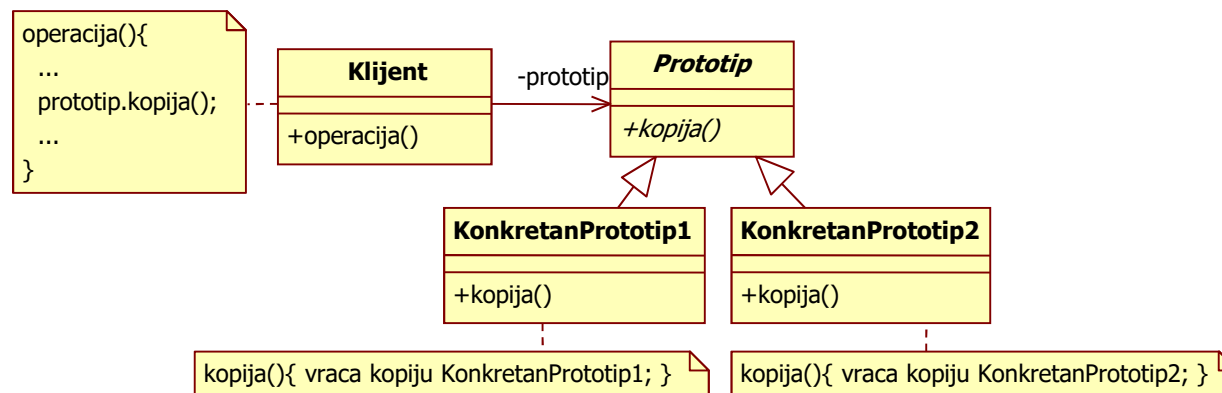 operacija(){
...
prototip.kopija();
...
}
Klijent
+operacija()
-prototip
Prototip
+kopija()
KonkretanPrototip1
+kopija()
KonkretanPrototip2
+kopija()
kopija(){ vraca kopiju KonkretanPrototip1; }
kopija(){ vraca kopiju KonkretanPrototip2; }